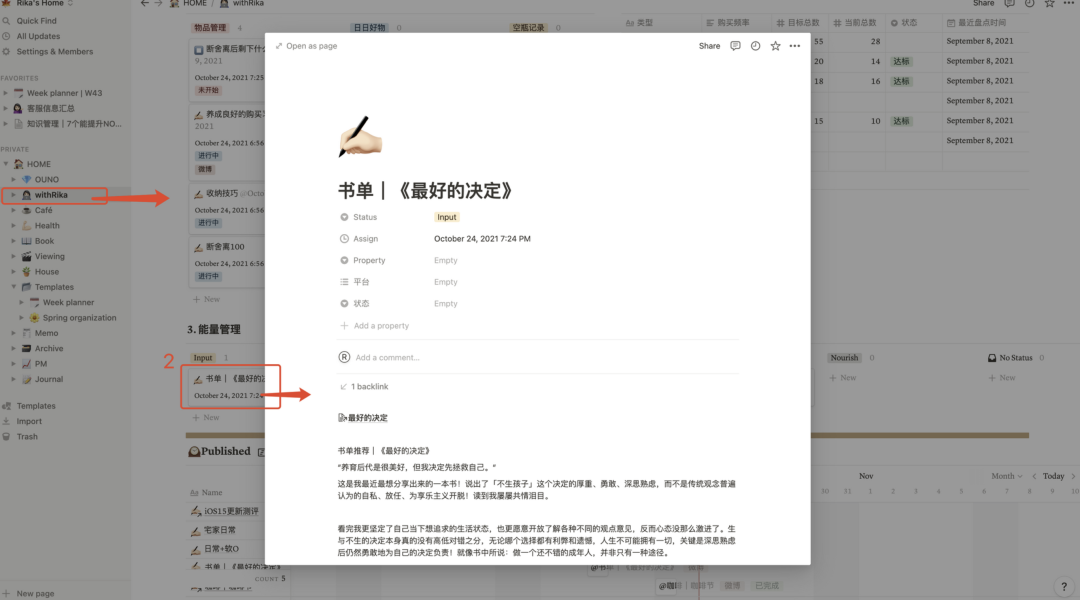 Rika's Home
HOME / withRika
Share
Quick Find
All Updates
Settings & Members
FAVORITES
Week planner | W43
客服信息汇总
知识管理 | 7个能提升NO...
PRIVATE
HOME
OUNO
withRika
Café
Health
Book
Viewing
House
Templates
Week planner
Spring organization
Memo
Archive
PM
Journal
Templates
Import
Trash
New page
物品管理 4
日日好物 0
空瓶记录 0
断舍离后剩下什
9, 2021
October 24, 2021 7:25
未开始
养成良好的购买
2021
October 24, 2021 6:56
进行中
微博
收纳技巧 @Octo
October 24, 2021 6:56
进行中
断舍离100
October 24, 2021 6:56
进行中
New
3. 能量管理
Input 1
2
书单 | 《最好的
October 24, 2021 7:24
New
Published
Name
iOS15更新测评
宅家日常
日常+软O
书单 | 《最好的决定》
COUNT 5
Open as page
Share
书单 | 《最好的决定》
Status Input
Assign October 24, 2021 7:24 PM
Property Empty
平台 Empty
状态 Empty
Add a property
R Add a comment...
1 backlink
最好的决定
书单推荐 | 《最好的决定》
“养育后代是很美好，但我决定先拯救自己。“
这是我最近最想分享出来的一本书！说出了「不生孩子」这个决定的厚重、勇敢、深思熟虑，而不是传统观念普遍
认为的自私、放任、为享乐主义开脱！读到我屡屡共情泪目。
看完我更坚定了自己当下想追求的生活状态，也更愿意开放了解各种不同的观点意见，反而心态没那么激进了。生
与不生的决定本身真的没有高低对错之分，无论哪个选择都有利弊和遗憾，人生不可能拥有一切，关键是深思熟虑
后仍然勇敢地为自己的决定负责！就像书中所说：做一个还不错的成年人，并非只有一种途径。
类型 购买频率 目标总数 当前总数 状态 最近盘点时间
55 28 September 8, 2021
20 14 达标 September 8, 2021
18 16 达标 September 8, 2021
September 8, 2021
15 10 达标 September 8, 2021
September 8, 2021
Nourish 0
No Status 0
New
New
Nov Month Today
30 31 1 2 3 4 5 6 7 8 9 10
@书 | 《最好的决定》 微博
@咖啡 | 咖啡节 微博 已完成
?